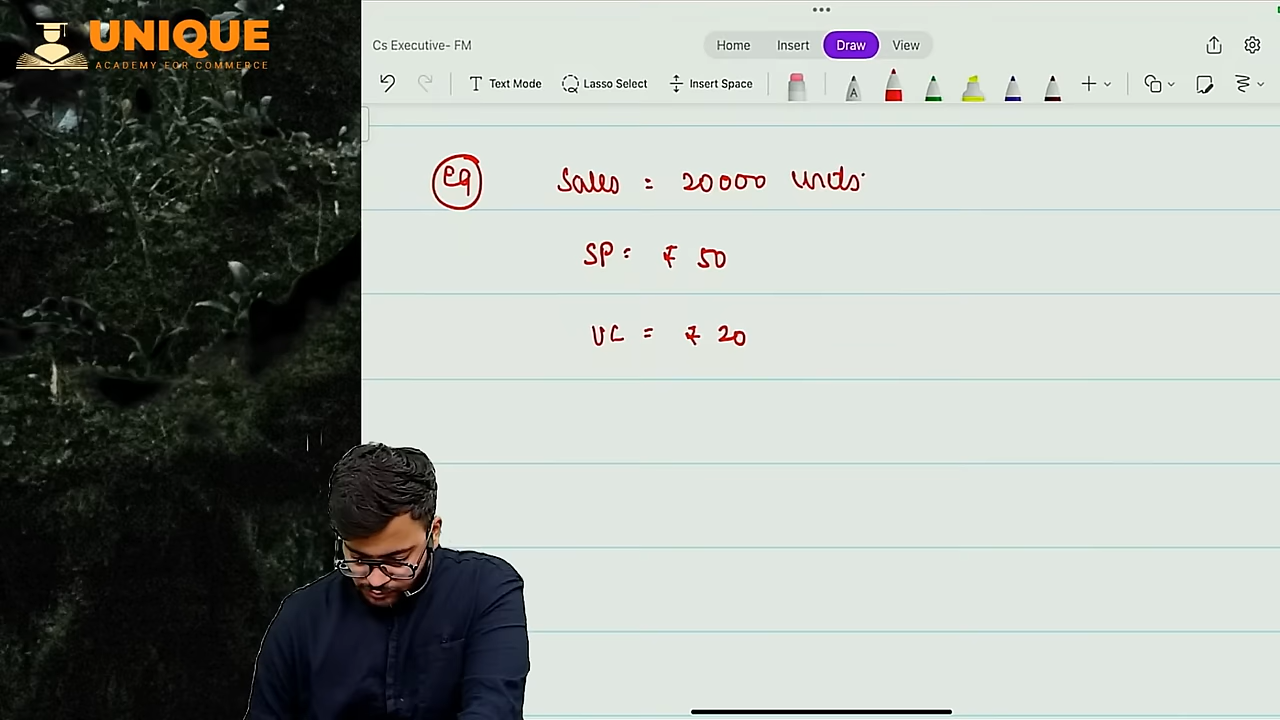 UNIQUE
ACADEMY FOR COMMERCE
Cs Executive- FM
Home Insert Draw View
Text Mode Lasso Select Insert Space
A
eg Sales : 20000 Units
SP = ₹ 50
VC = ₹ 20